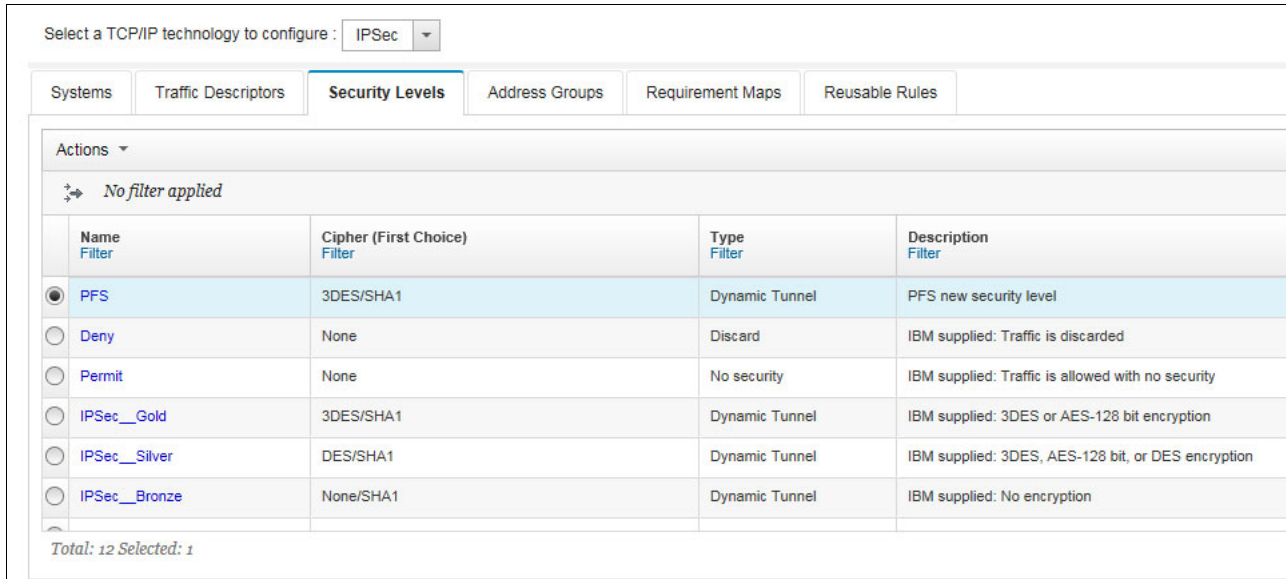 Select a TCP/IP technology to configure : IPSec
Systems Traffic Descriptors Security Levels Address Groups Requirement Maps Reusable Rules
Actions
No filter applied
Name Cipher (First Choice) Type Description
Filter Filter Filter Filter
PFS 3DES/SHA1 Dynamic Tunnel PFS new security level
Deny None Discard IBM supplied: Traffic is discarded
Permit None No security IBM supplied: Traffic is allowed with no security
IPSec__Gold 3DES/SHA1 Dynamic Tunnel IBM supplied: 3DES or AES-128 bit encryption
IPSec__Silver DES/SHA1 Dynamic Tunnel IBM supplied: 3DES, AES-128 bit, or DES encryption
IPSec__Bronze None/SHA1 Dynamic Tunnel IBM supplied: No encryption
Total: 12 Selected: 1